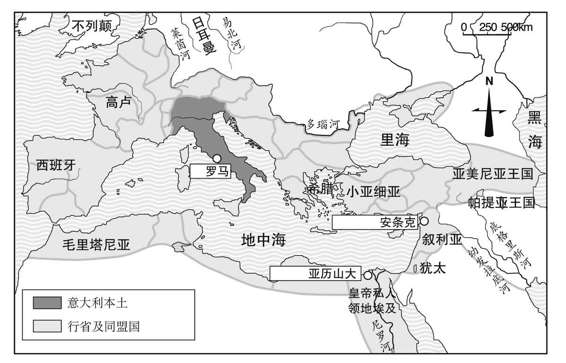 不列颠
莱茵河
日耳曼
易北河
0 250 500km
N
高卢
多瑙河
里海
黑海
西班牙
罗马
希腊
小亚细亚
亚美尼亚王国
帕提亚王国
安条克
毛里塔尼亚
地中海
叙利亚
底格里斯河
幼发拉底河
亚历山大
犹太
皇帝私人
领地埃及
尼罗河
意大利本土
行省及同盟国